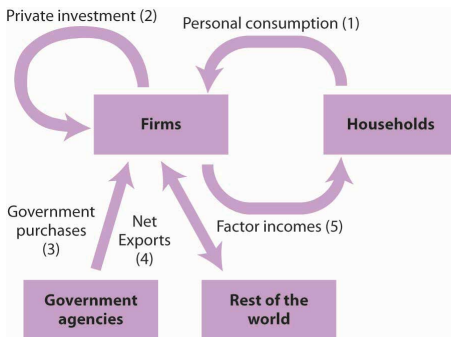 Private investment (2)
Personal consumption (1)
Firms
Households
Government
purchases
(3)
Net
Exports
(4)
Factor incomes (5)
Government
agencies
Rest of the
world